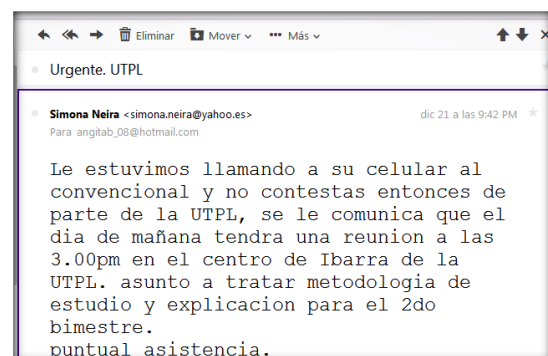 Eliminar Mover Más
Urgente. UTPL
Simona Neira <simona.neira@yahoo.es> dic 21 a las 9:42 PM
Para angitab_08@hotmail.com
Le estuvimos llamando a su celular al
convencional y no contestas entonces de
parte de la UTPL, se le comunica que el
dia de mañana tendra una reunion a las
3.00pm en el centro de Ibarra de la
UTPL. asunto a tratar metodologia de
estudio y explicacion para el 2do
bimestre.
puntual asistencia.